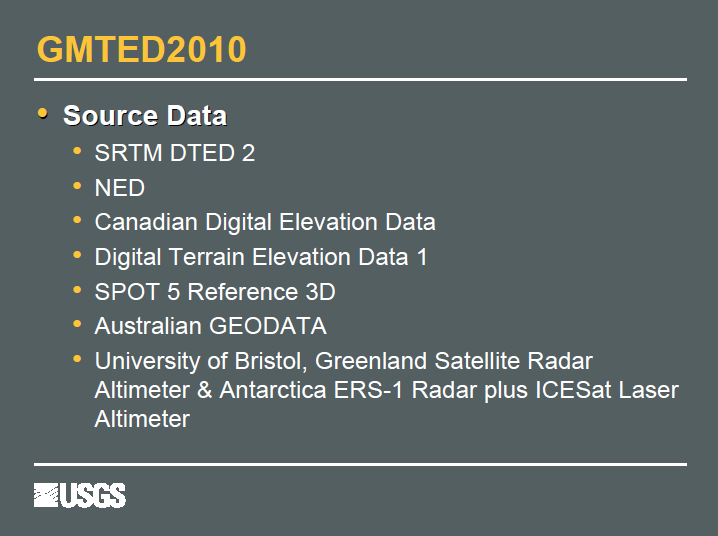 GMTED2010
• Source Data
• SRTM DTED 2
• NED
• Canadian Digital Elevation Data
• Digital Terrain Elevation Data 1
• SPOT 5 Reference 3D
• Australian GEODATA
• University of Bristol, Greenland Satellite Radar
Altimeter & Antarctica ERS-1 Radar plus ICESat Laser
Altimeter
USGS